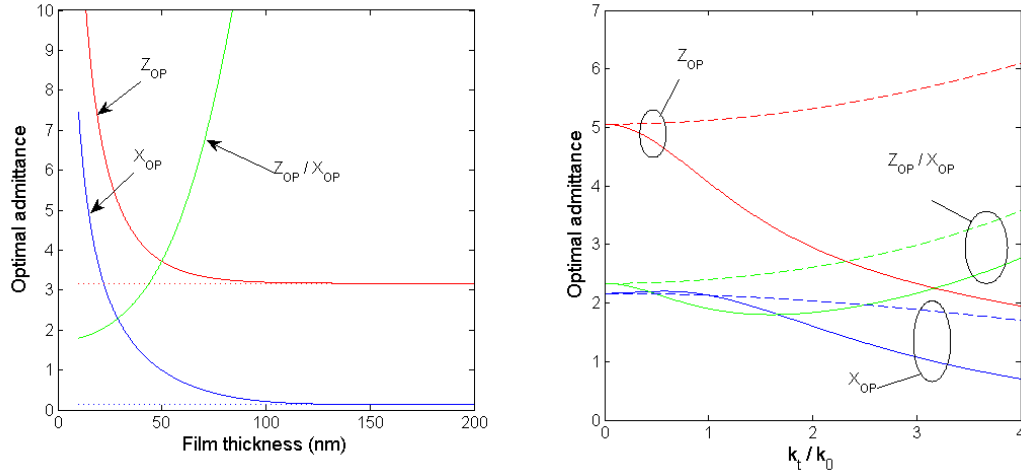 10
9
8
7
6
5
4
3
2
1
0
Optimal admittance
Z_OP
X_OP
Z_OP / X_OP
0
50
100
150
200
Film thickness (nm)
7
6
5
4
3
2
1
0
Optimal admittance
Z_OP
Z_OP / X_OP
X_OP
0
1
2
3
4
k_t / k_0